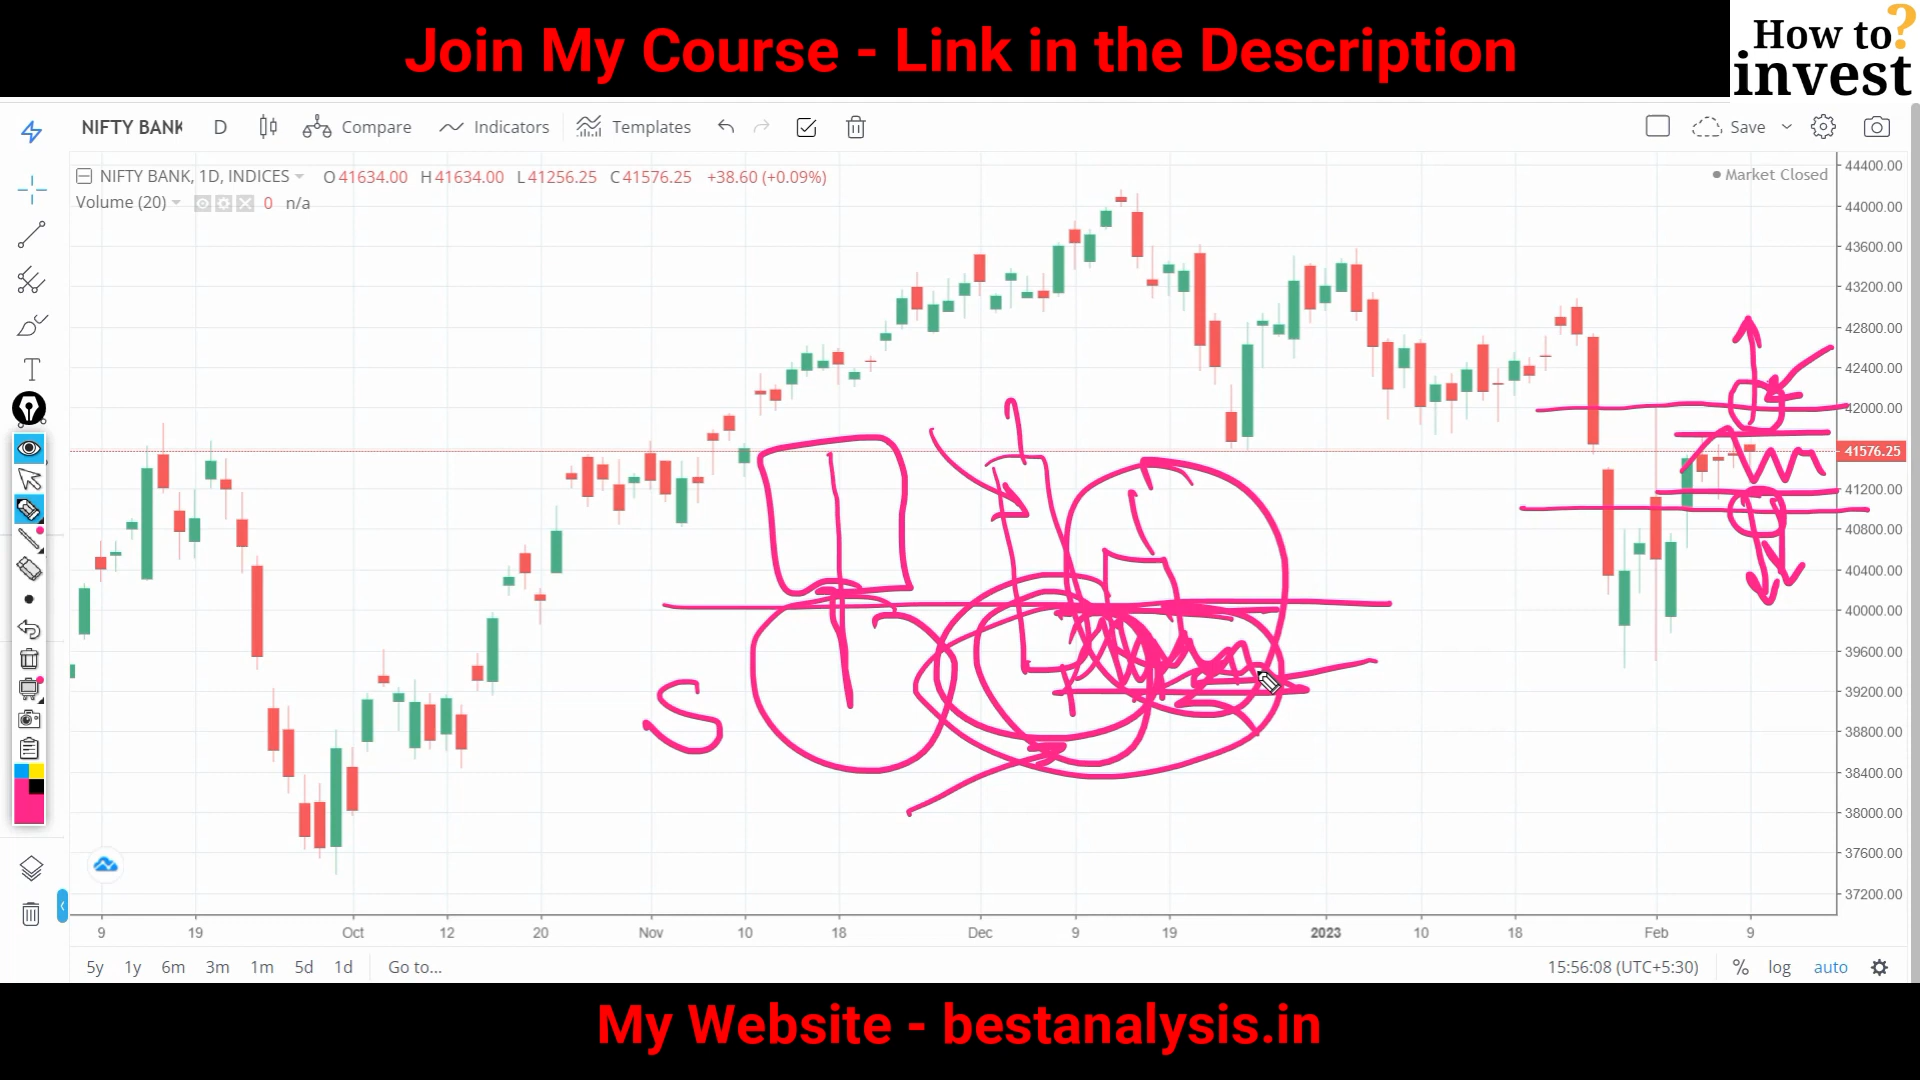 Join My Course - Link in the Description
How to?
invest
NIFTY BANK D Compare Indicators Templates Save
NIFTY BANK, 1D, INDICES O41634.00 H41634.00 L41256.25 C41576.25 +38.60 (+0.09%)
Market Closed
Volume (20) 0 n/a
44400.00
44000.00
43600.00
43200.00
42800.00
42400.00
42000.00
41576.25
41200.00
40800.00
40400.00
40000.00
39600.00
39200.00
38800.00
38400.00
38000.00
37600.00
37200.00
S
9 19 Oct 12 20 Nov 10 18 Dec 9 19 2023 10 18 Feb 9
5y 1y 6m 3m 1m 5d 1d Go to... 15:56:08 (UTC+5:30) % log auto
My Website - bestanalysis.in